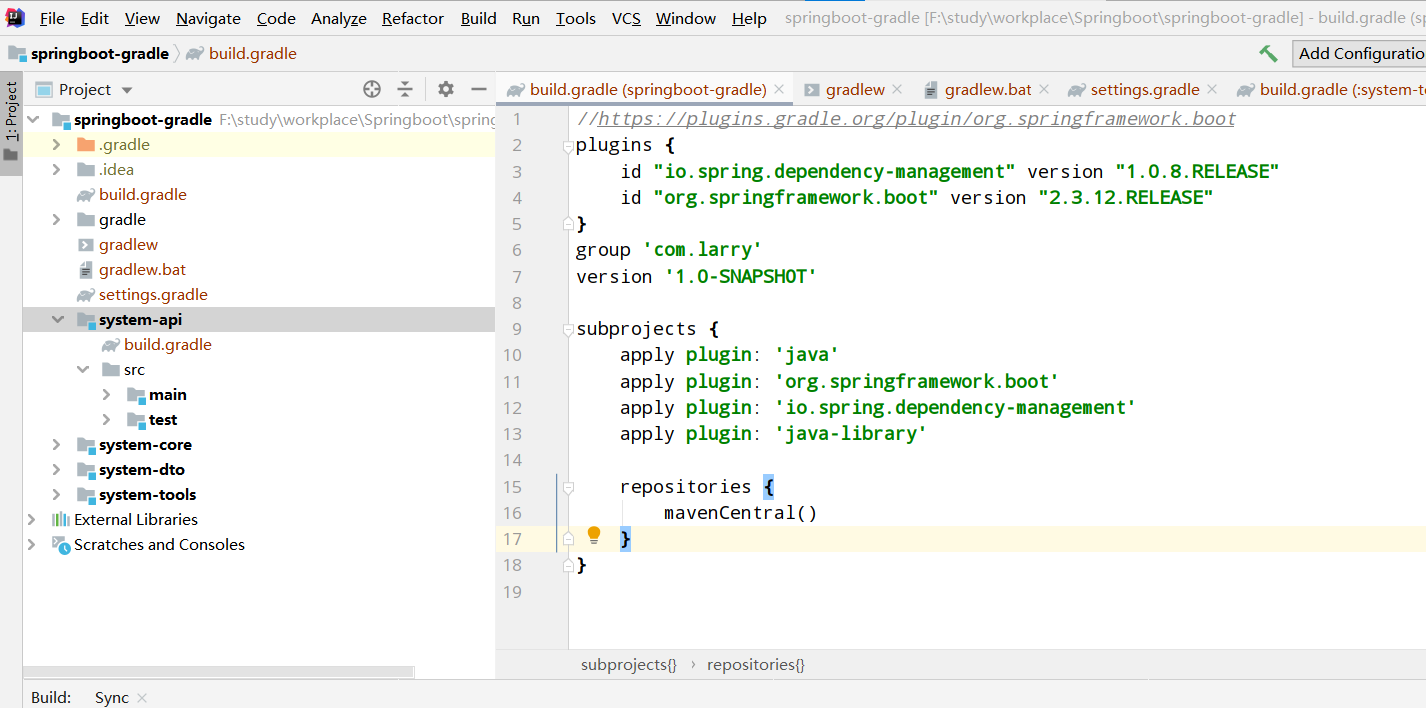 File Edit View Navigate Code Analyze Refactor Build Run Tools VCS Window Help springboot-gradle [F:\study\workplace\Springboot\springboot-gradle] - build.gradle (s
springboot-gradle build.gradle Add Configuratio
1: Project
Project
build.gradle (springboot-gradle) gradlew gradlew.bat settings.gradle build.gradle (:system-t
springboot-gradle F:\study\workplace\Springboot\spring
.gradle
.idea
build.gradle
gradle
gradlew
gradlew.bat
settings.gradle
system-api
build.gradle
src
main
test
system-core
system-dto
system-tools
External Libraries
Scratches and Consoles
1 //https://plugins.gradle.org/plugin/org.springframework.boot
2 plugins {
3 id "io.spring.dependency-management" version "1.0.8.RELEASE"
4 id "org.springframework.boot" version "2.3.12.RELEASE"
5 }
6 group 'com.larry'
7 version '1.0-SNAPSHOT'
8
9 subprojects {
10 apply plugin: 'java'
11 apply plugin: 'org.springframework.boot'
12 apply plugin: 'io.spring.dependency-management'
13 apply plugin: 'java-library'
14
15 repositories {
16 mavenCentral()
17 }
18 }
19
subprojects{} › repositories{}
Build: Sync